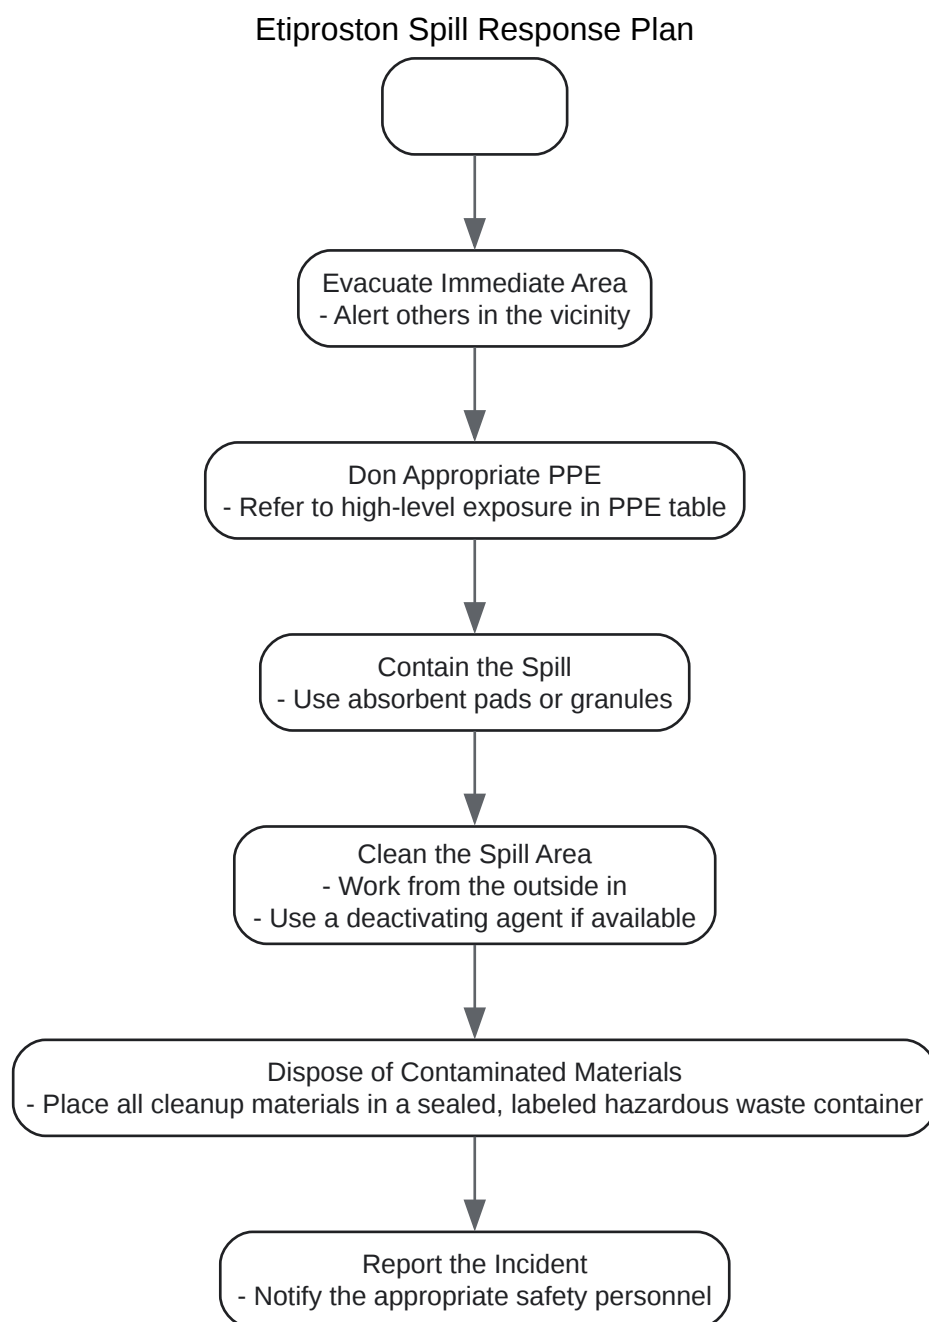 Etiproston Spill Response Plan
Evacuate Immediate Area
- Alert others in the vicinity
Don Appropriate PPE
- Refer to high-level exposure in PPE table
Contain the Spill
- Use absorbent pads or granules
Clean the Spill Area
- Work from the outside in
- Use a deactivating agent if available
Dispose of Contaminated Materials
- Place all cleanup materials in a sealed, labeled hazardous waste container
Report the Incident
- Notify the appropriate safety personnel